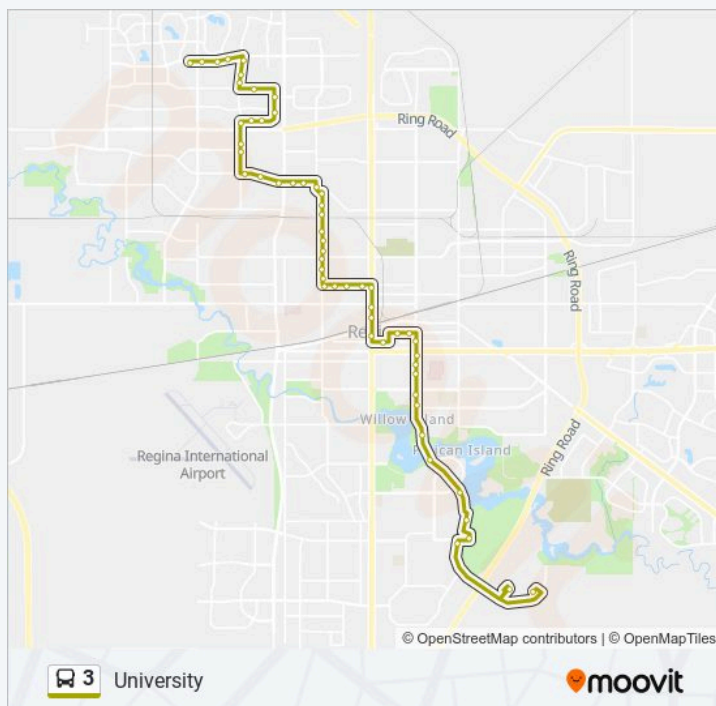 Ring Road
Ring Road
Willow Island
Pelican Island
Ring Road
Regina International
Airport
© OpenStreetMap contributors | © OpenMapTiles
3 University
moovit